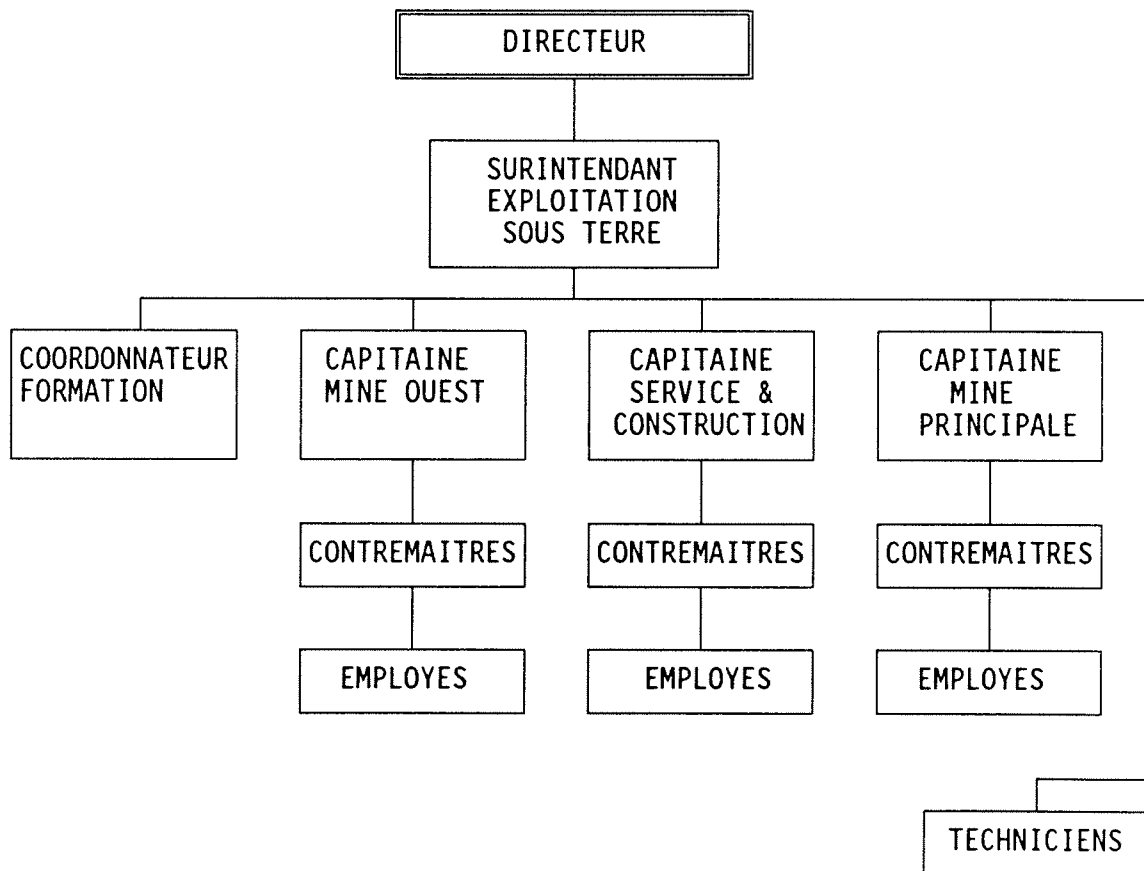 DIRECTEUR
SURINTENDANT
EXPLOITATION
SOUS TERRE
COORDONNATEUR
FORMATION
CAPITAINE
MINE OUEST
CAPITAINE
SERVICE &
CONSTRUCTION
CAPITAINE
MINE
PRINCIPALE
CONTREMAITRES
CONTREMAITRES
CONTREMAITRES
EMPLOYES
EMPLOYES
EMPLOYES
TECHNICIENS